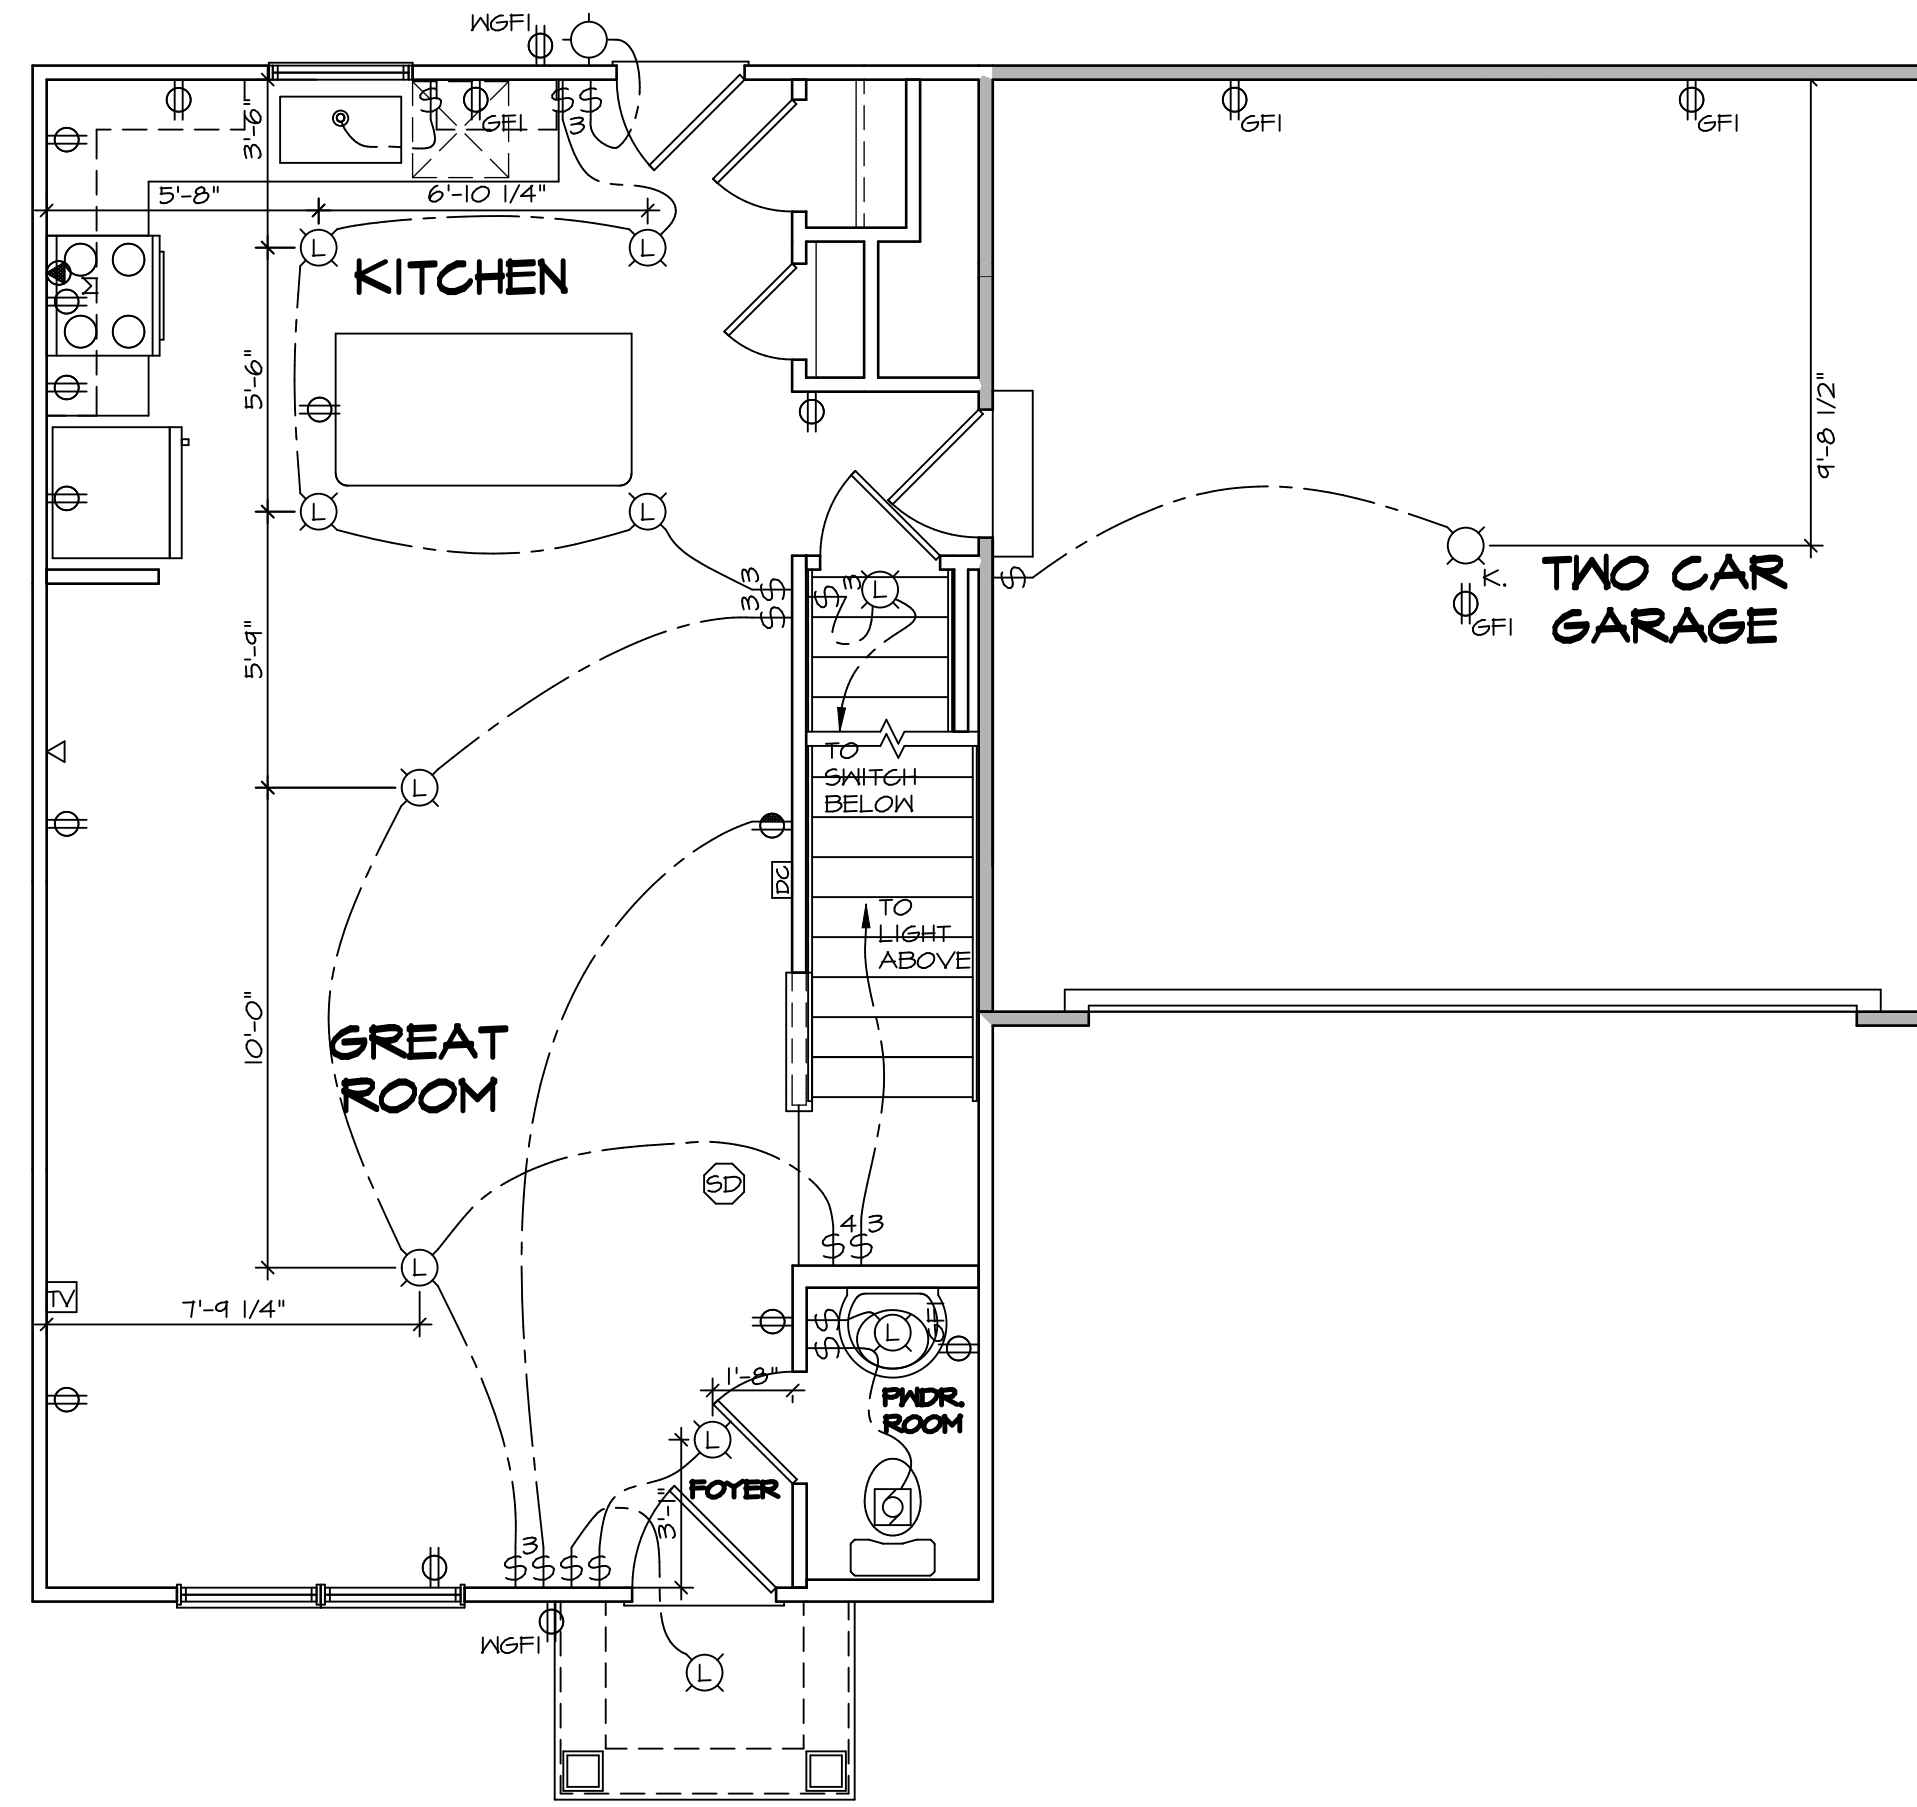 WGFI
3'-6"
$
GFI
$ $
3
GFI
GFI
5'-8"
6'-10 1/4"
L
L
KITCHEN
M
5'-6"
9'-8 1/2"
L
L
3
$
3
$
$
3
L
$
K.
GFI
TWO CAR
GARAGE
5'-9"
TO
SWITCH
BELOW
L
DC
TO
LIGHT
ABOVE
10'-0"
GREAT
ROOM
SD
4 3
$ $
L
TV
7'-9 1/4"
$
$
L
GFI
1'-8"
PWDR.
ROOM
L
FOYER
3'-1"
3
$ $ $ $
WGFI
L